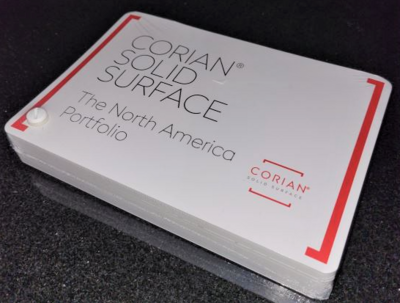 CORIAN®
SOLID
SURFACE
The North America
Portfolio
CORIAN®
SOLID SURFACE